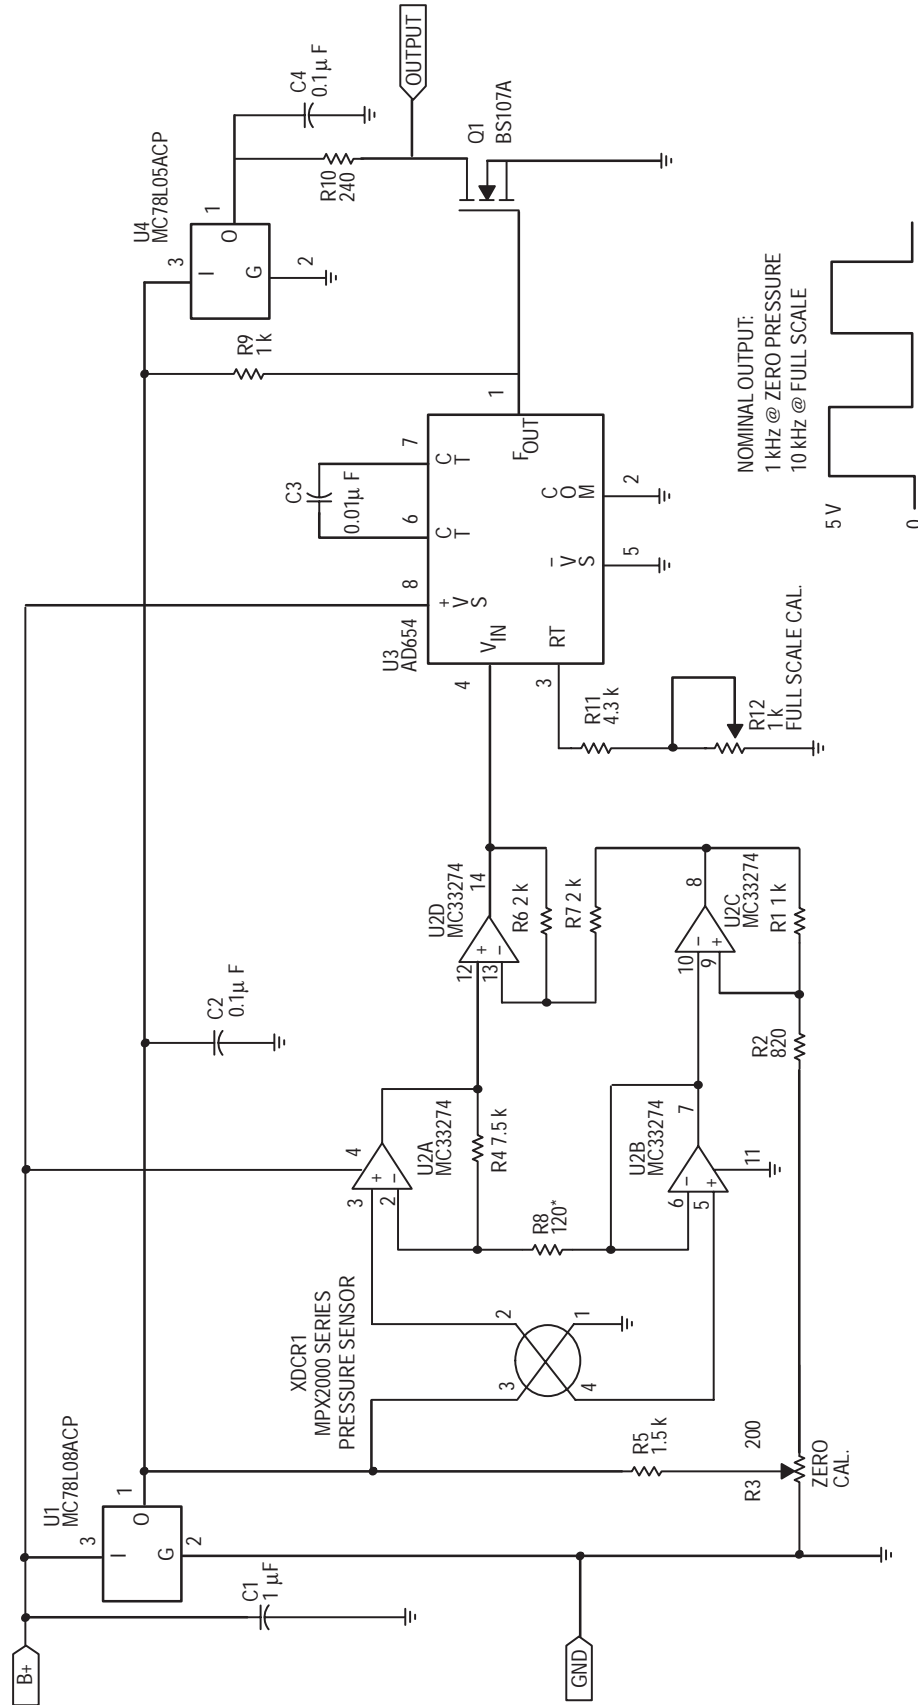 B+
C1
1 µF
GND
U1
MC78L08ACP
3
I
O
1
G
2
XDCR1
MPX2000 SERIES
PRESSURE SENSOR
3
2
4
1
R5
1.5 k
R3
200
ZERO
CAL.
C2
0.1µ F
3
2
4
+
–
U2A
MC33274
R4 7.5 k
R8
120*
6
5
–
+
7
11
U2B
MC33274
12
13
+
–
14
U2D
MC33274
R6 2 k
R7 2 k
10
9
–
+
8
U2C
MC33274
R1 1 k
R2
820
U3
AD654
4
VIN
3
RT
8
+
V
S
6
C
T
7
C
T
C3
0.01µ F
1
FOUT
–
V
S
5
C
O
M
2
R11
4.3 k
R12
1 k
FULL SCALE CAL.
R9
1 k
U4
MC78L05ACP
3
I
O
1
G
2
C4
0.1µ F
R10
240
OUTPUT
Q1
BS107A
NOMINAL OUTPUT:
1 kHz @ ZERO PRESSURE
10 kHz @ FULL SCALE
5 V
0